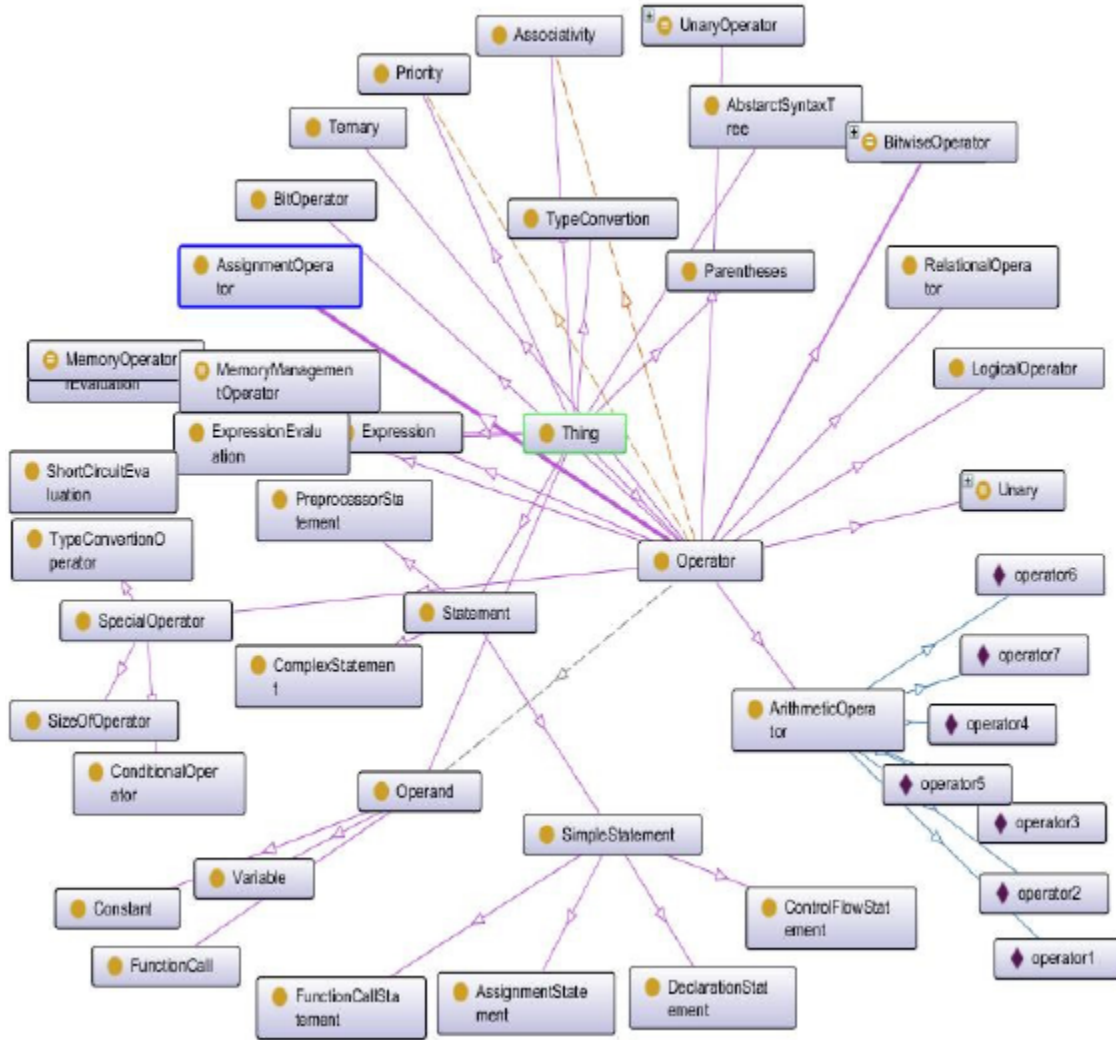 Associativity
UnaryOperator
Priority
AbstarctSyntaxT
ree
Ternary
BitwiseOperator
BitOperator
TypeConvertion
AssignmentOpera
tor
Parentheses
RelationalOpera
tor
MemoryOperator
MemoryManagemen
tOperator
LogicalOperator
ExpressionEvalu
ation
Expression
Thing
ShortCircuitEva
luation
PreprocessorSta
tement
Unary
TypeConvertionO
perator
Operator
operator6
SpecialOperator
Statement
operator7
ComplexStatemen
t
ArithmeticOpera
tor
operator4
SizeOfOperator
ConditionalOper
ator
Operand
operator5
operator3
SimpleStatement
Variable
operator2
Constant
ControlFlowStat
ement
FunctionCall
operator1
FunctionCallSta
tement
AssignmentState
ment
DeclarationStat
ement